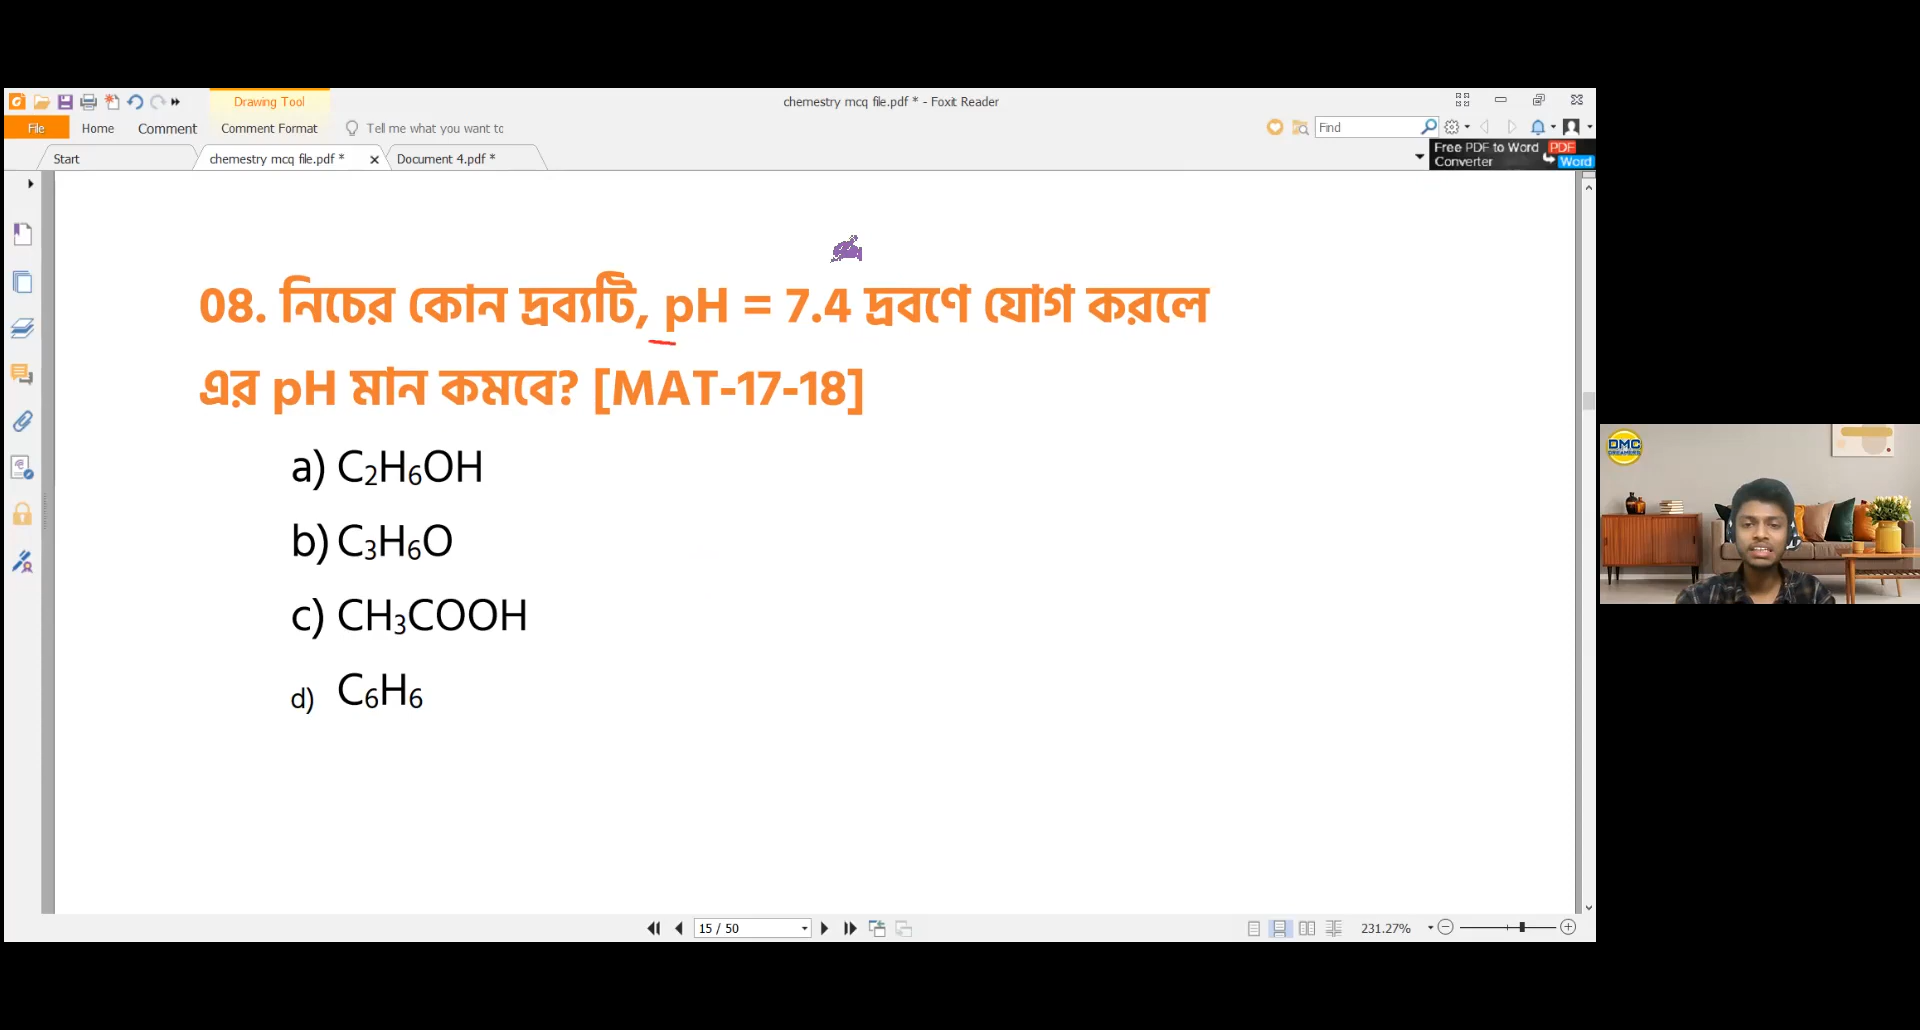 Drawing Tool
chemestry mcq file.pdf * - Foxit Reader
File Home Comment Comment Format Tell me what you want to
Find
Start chemestry mcq file.pdf * Document 4.pdf *
Free PDF to Word Converter PDF Word
08. নিচের কোন দ্রব্যটি, pH = 7.4 দ্রবণে যোগ করলে
এর pH মান কমবে? [MAT-17-18]
a) C₂H₆OH
b) C₃H₆O
c) CH₃COOH
d) C₆H₆
DMC
DREAMERS
15 / 50
231.27%